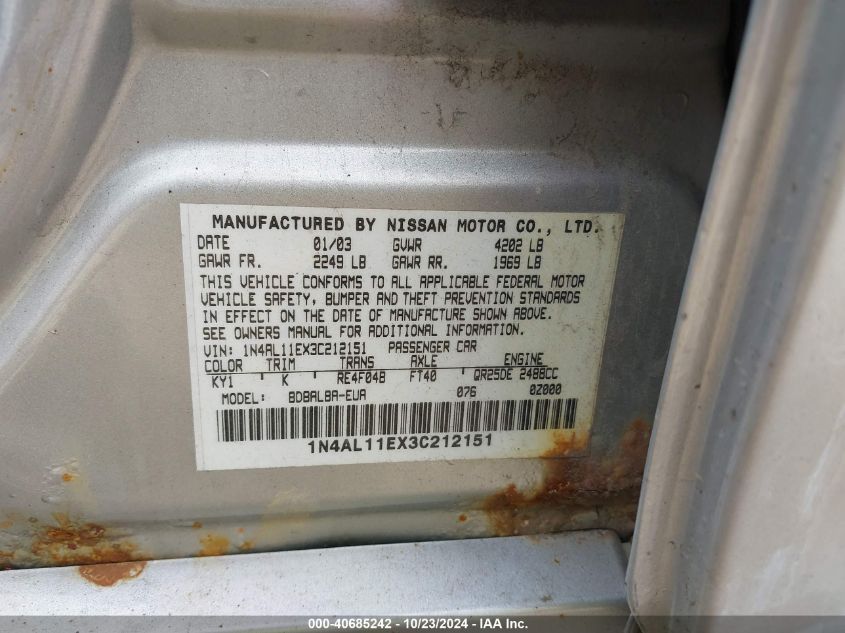 MANUFACTURED BY NISSAN MOTOR CO., LTD.
DATE 01/03 GVWR 4202 LB
GAWR FR. 2249 LB GAWR RR. 1969 LB
THIS VEHICLE CONFORMS TO ALL APPLICABLE FEDERAL MOTOR
VEHICLE SAFETY, BUMPER AND THEFT PREVENTION STANDARDS
IN EFFECT ON THE DATE OF MANUFACTURE SHOWN ABOVE.
SEE OWNERS MANUAL FOR ADDITIONAL INFORMATION.
VIN: 1N4AL11EX3C212151 PASSENGER CAR
COLOR TRIM TRANS AXLE ENGINE
KY1 K RE4F04B FT40 QR25DE 2488CC
MODEL: BDBALBA-EUA 076 0Z000
1N4AL11EX3C212151
000-40685242 - 10/23/2024 - IAA Inc.